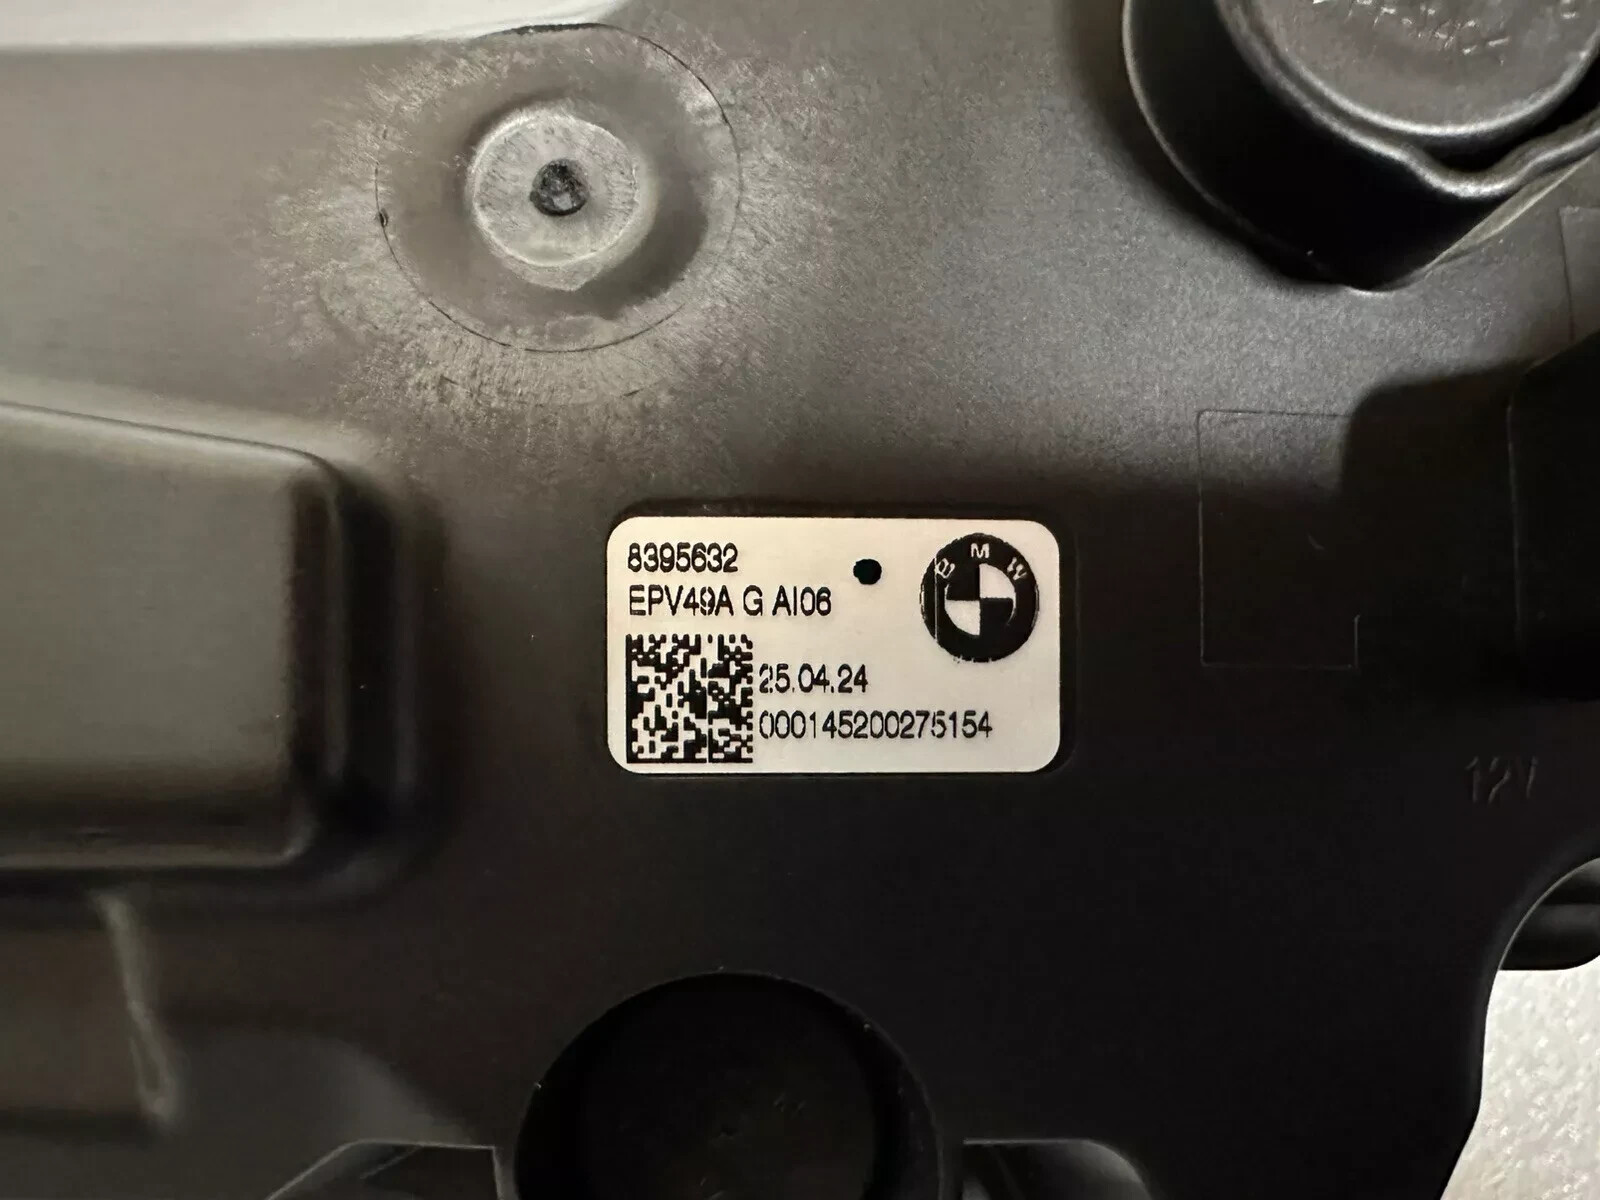 8395632
EPV49A G AI06
BMW
25.04.24
000145200275154
12V